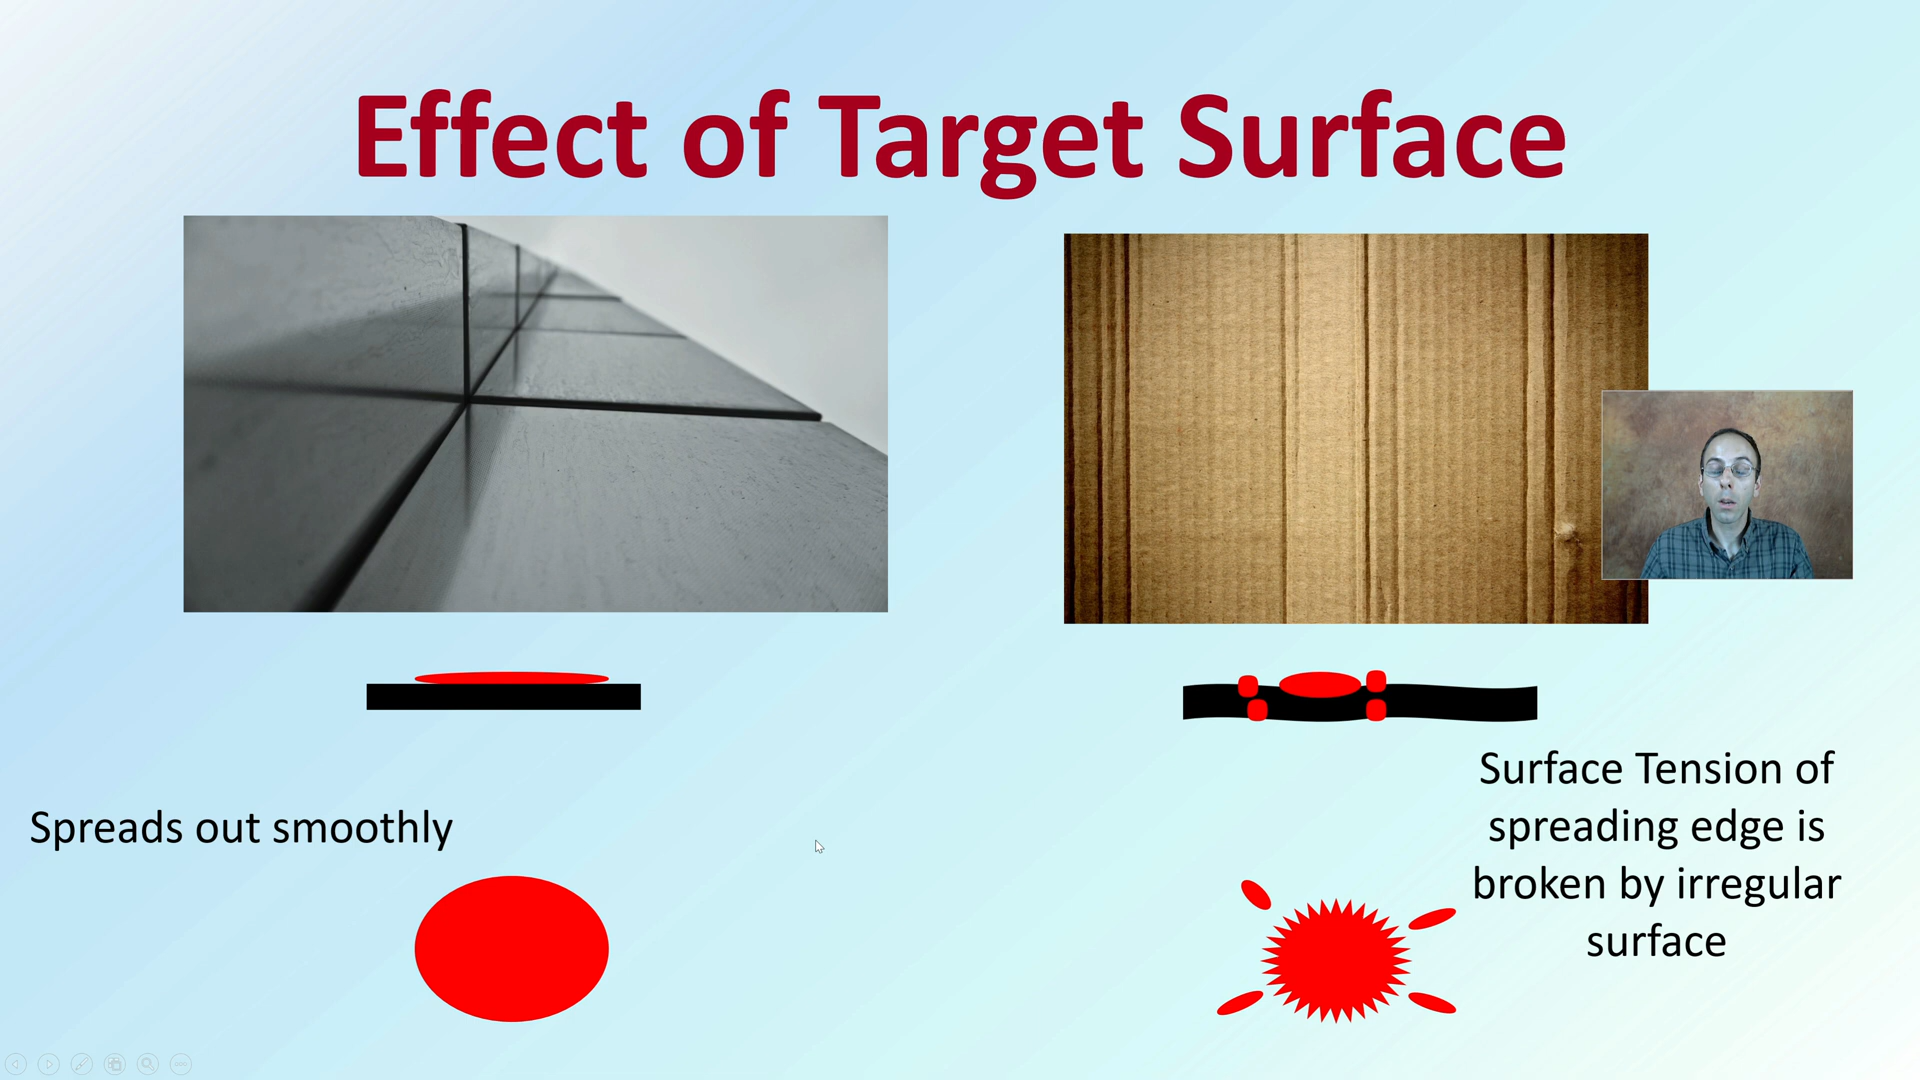 Effect of Target Surface
Spreads out smoothly
Surface Tension of
spreading edge is
broken by irregular
surface